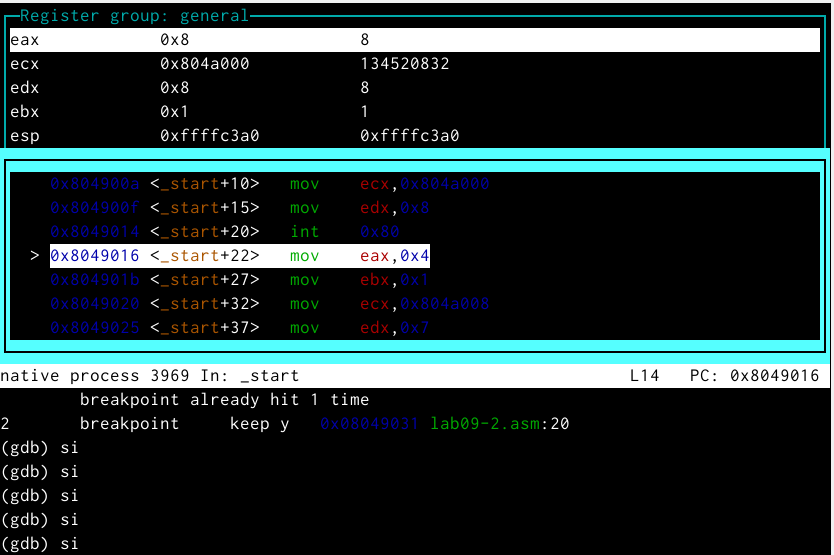 Register group: general
eax 0x8 8
ecx 0x804a000 134520832
edx 0x8 8
ebx 0x1 1
esp 0xffffc3a0 0xffffc3a0
0x804900a <_start+10> mov ecx,0x804a000
0x804900f <_start+15> mov edx,0x8
0x8049014 <_start+20> int 0x80
> 0x8049016 <_start+22> mov eax,0x4
0x804901b <_start+27> mov ebx,0x1
0x8049020 <_start+32> mov ecx,0x804a008
0x8049025 <_start+37> mov edx,0x7
native process 3969 In: _start L14 PC: 0x8049016
breakpoint already hit 1 time
2 breakpoint keep y 0x08049031 lab09-2.asm:20
(gdb) si
(gdb) si
(gdb) si
(gdb) si
(gdb) si